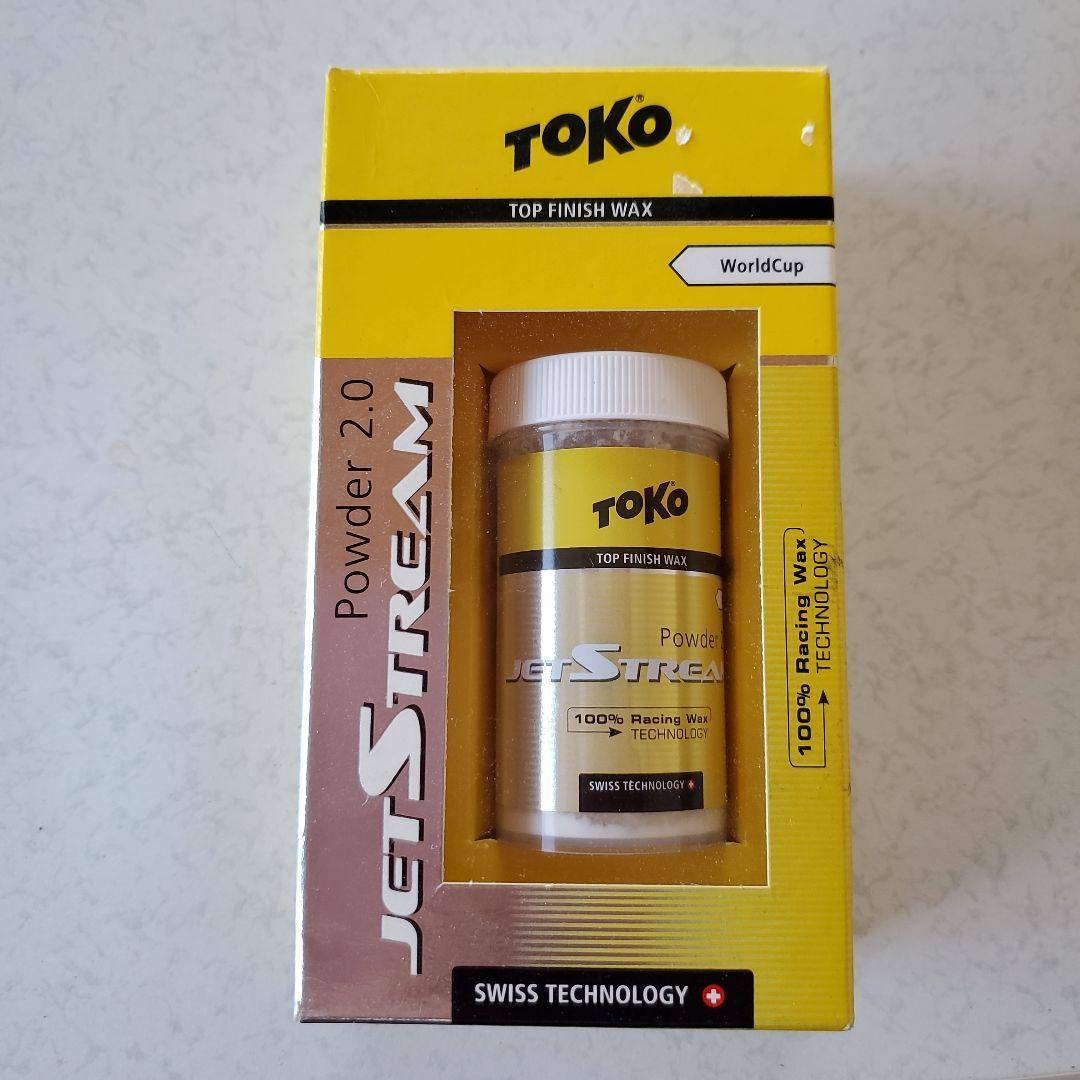 TOKO®
TOP FINISH WAX
WorldCup
Powder 2.0
JETSTREAM
TOKO®
TOP FINISH WAX
Powder
JETSTREA
100% Racing Wax
TECHNOLOGY
SWISS TECHNOLOGY
100% Racing Wax
TECHNOLOGY
SWISS TECHNOLOGY